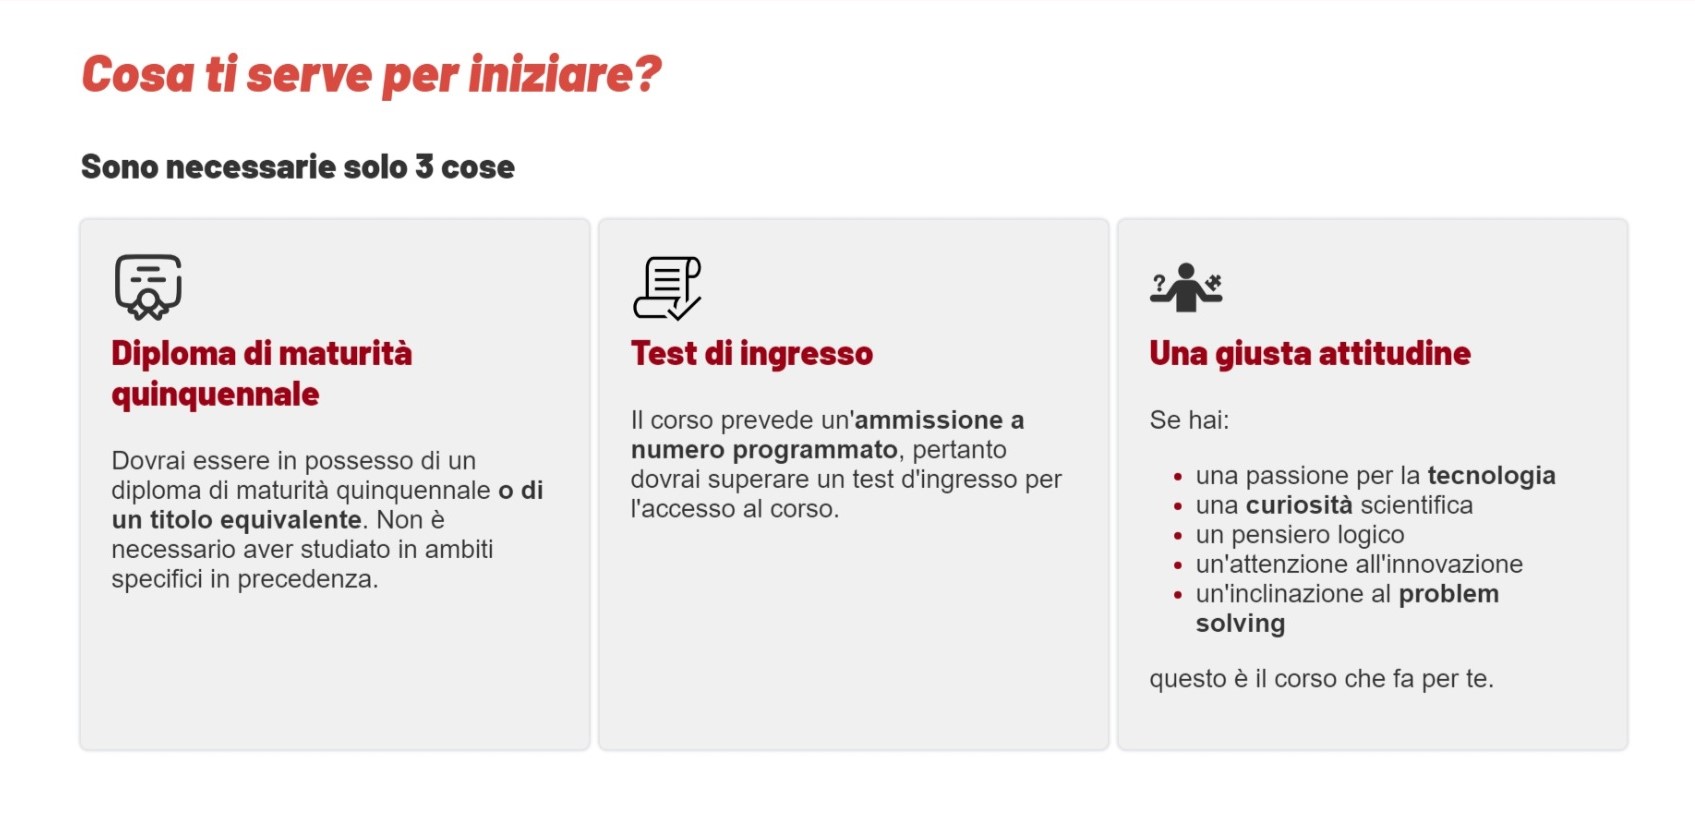 Cosa ti serve per iniziare?
Sono necessarie solo 3 cose
Diploma di maturità
quinquennale
Dovrai essere in possesso di un
diploma di maturità quinquennale o di
un titolo equivalente. Non è
necessario aver studiato in ambiti
specifici in precedenza.
Test di ingresso
Il corso prevede un'ammissione a
numero programmato, pertanto
dovrai superare un test d'ingresso per
l'accesso al corso.
?
Una giusta attitudine
Se hai:
• una passione per la tecnologia
• una curiosità scientifica
• un pensiero logico
• un'attenzione all'innovazione
• un'inclinazione al problem
solving
questo è il corso che fa per te.